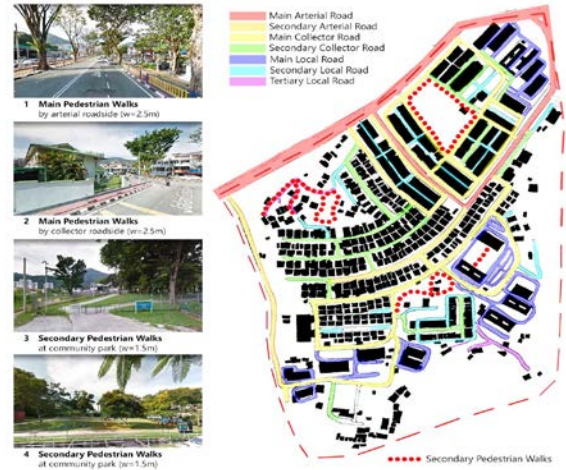 1 Main Pedestrian Walks
by arterial roadside (w=2.5m)
2 Main Pedestrian Walks
by collector roadside (w=2.5m)
3 Secondary Pedestrian Walks
at community park (w=1.5m)
4 Secondary Pedestrian Walks
at community park (w=1.5m)
Main Arterial Road
Secondary Arterial Road
Main Collector Road
Secondary Collector Road
Main Local Road
Secondary Local Road
Tertiary Local Road
Secondary Pedestrian Walks